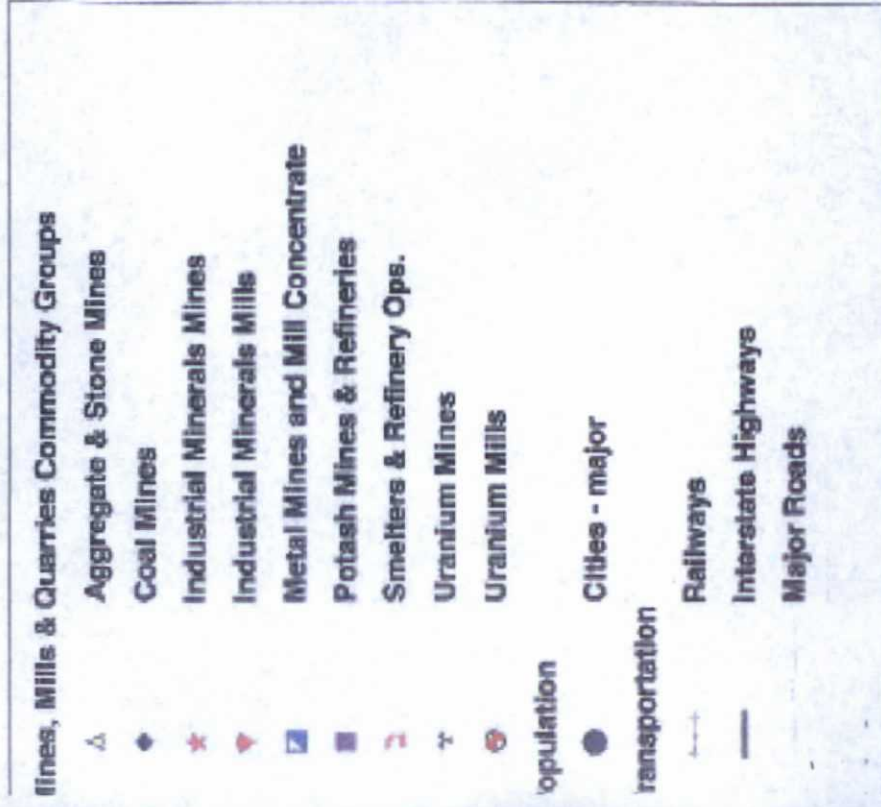 lines, Mills & Quarries Commodity Groups
Aggregate & Stone Mines
Coal Mines
Industrial Minerals Mines
Industrial Minerals Mills
Metal Mines and Mill Concentrate
Potash Mines & Refineries
Smelters & Refinery Ops.
Uranium Mines
Uranium Mills
opulation
Cities - major
ransportation
Railways
Interstate Highways
Major Roads